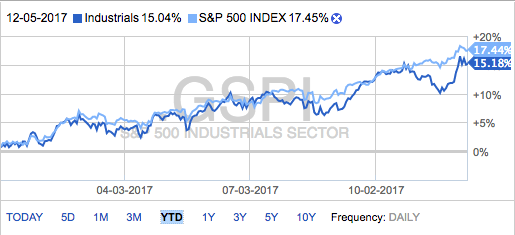 12-05-2017 Industrials 15.04% S&P 500 INDEX 17.45%
+20%
17.44%
15.18%
+10%
+5%
0%
GSPI
S&P 500 INDUSTRIALS SECTOR
04-03-2017 07-03-2017 10-02-2017
TODAY 5D 1M 3M YTD 1Y 3Y 5Y 10Y Frequency: DAILY